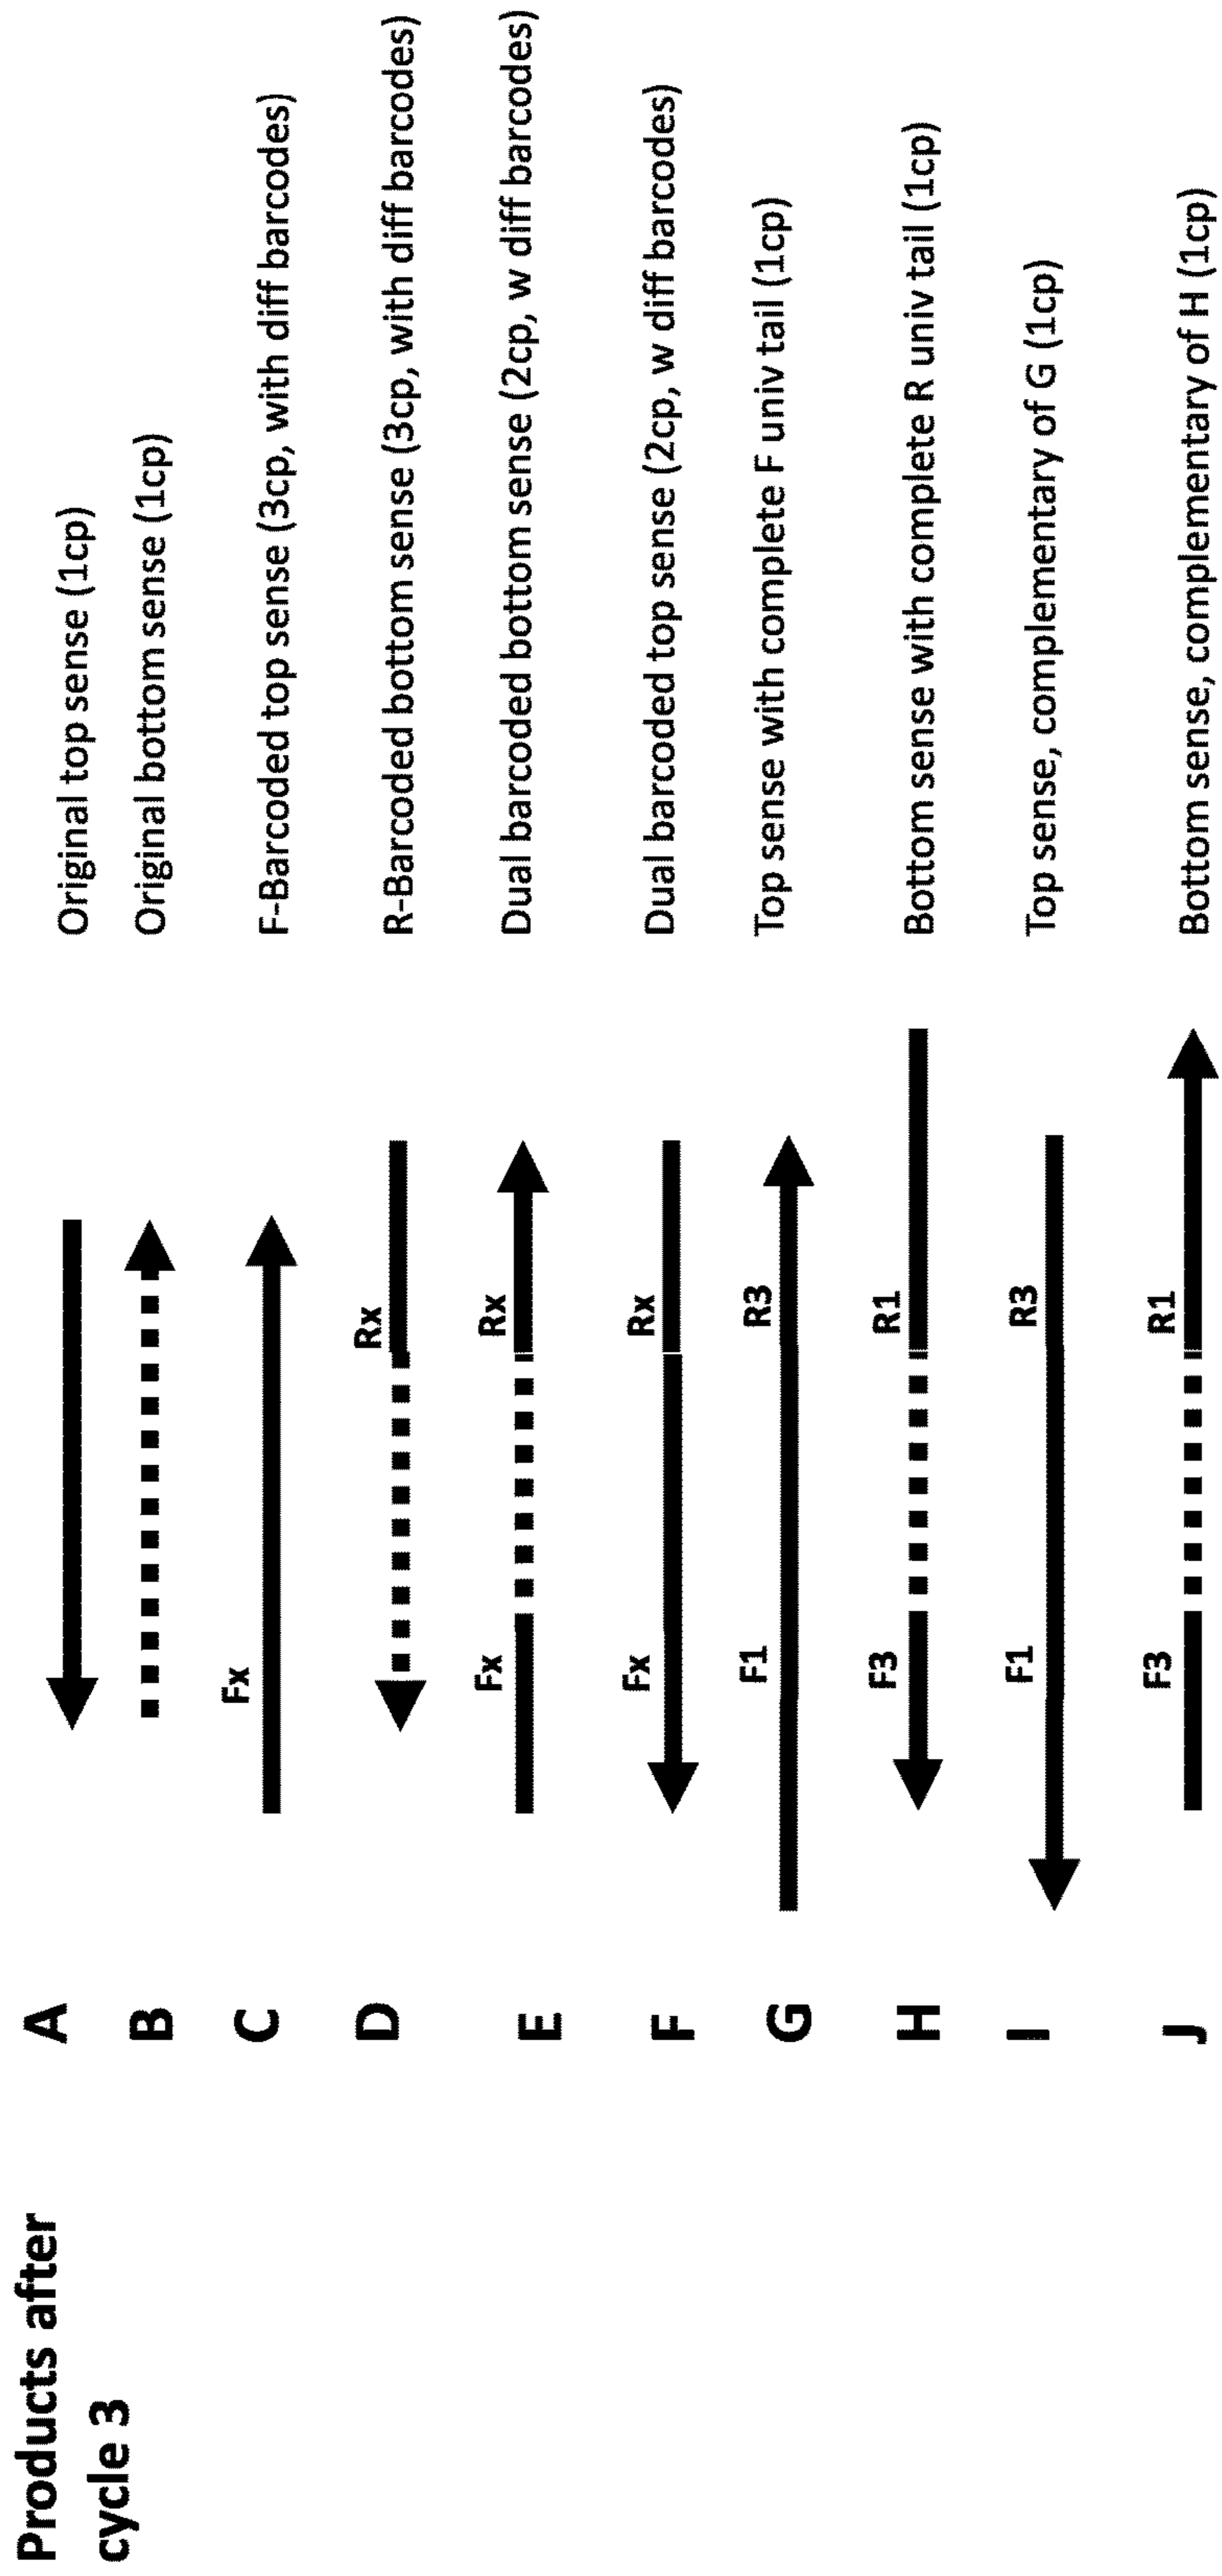 Products after
cycle 3
A
Original top sense (1cp)
B
Original bottom sense (1cp)
C
Fx
F-Barcoded top sense (3cp, with diff barcodes)
D
Rx
R-Barcoded bottom sense (3cp, with diff barcodes)
E
Fx
Rx
Dual barcoded bottom sense (2cp, w diff barcodes)
F
Fx
Rx
Dual barcoded top sense (2cp, w diff barcodes)
G
F1
R3
Top sense with complete F univ tail (1cp)
H
F3
R1
Bottom sense with complete R univ tail (1cp)
I
F1
R3
Top sense, complementary of G (1cp)
J
F3
R1
Bottom sense, complementary of H (1cp)